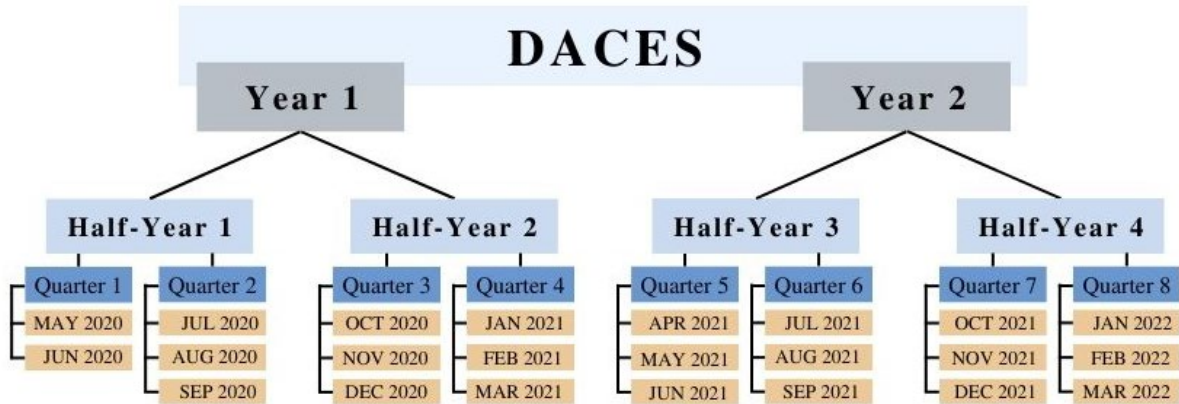 DACES
Year 1
Year 2
Half-Year 1
Half-Year 2
Half-Year 3
Half-Year 4
Quarter 1
MAY 2020
JUN 2020
Quarter 2
JUL 2020
AUG 2020
SEP 2020
Quarter 3
OCT 2020
NOV 2020
DEC 2020
Quarter 4
JAN 2021
FEB 2021
MAR 2021
Quarter 5
APR 2021
MAY 2021
JUN 2021
Quarter 6
JUL 2021
AUG 2021
SEP 2021
Quarter 7
OCT 2021
NOV 2021
DEC 2021
Quarter 8
JAN 2022
FEB 2022
MAR 2022